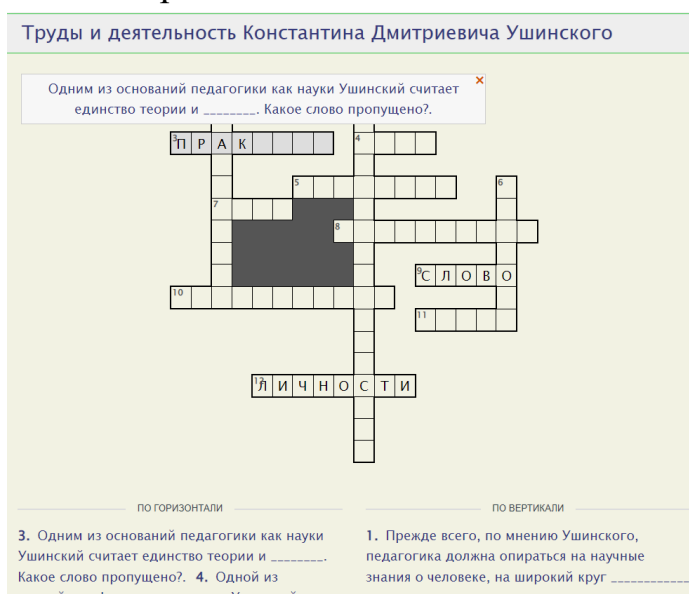 Труды и деятельность Константина Дмитриевича Ушинского
Одним из оснований педагогики как науки Ушинский считает
единство теории и ________. Какое слово пропущено?.
3 П Р А К
4
5
6
7
8
9 С Л О В О
10
11
12 Л И Ч Н О С Т И
ПО ГОРИЗОНТАЛИ
3. Одним из оснований педагогики как науки
Ушинский считает единство теории и ________.
Какое слово пропущено?. 4. Одной из
ПО ВЕРТИКАЛИ
1. Прежде всего, по мнению Ушинского,
педагогика должна опираться на научные
знания о человеке, на широкий круг ____________